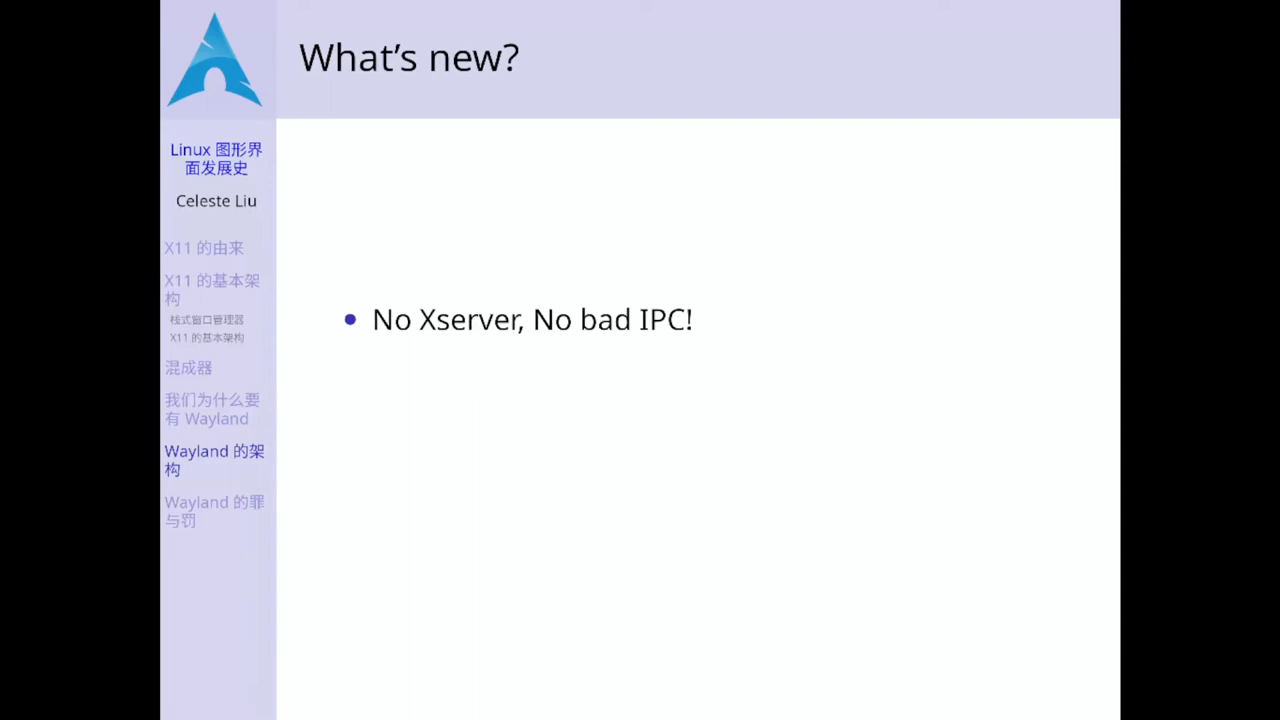 What's new?
Linux 图形界
面发展史
Celeste Liu
X11 的由来
X11 的基本架
构
栈式窗口管理器
X11 的基本架构
混成器
我们为什么要
有 Wayland
Wayland 的架
构
Wayland 的罪
与罚
• No Xserver, No bad IPC!